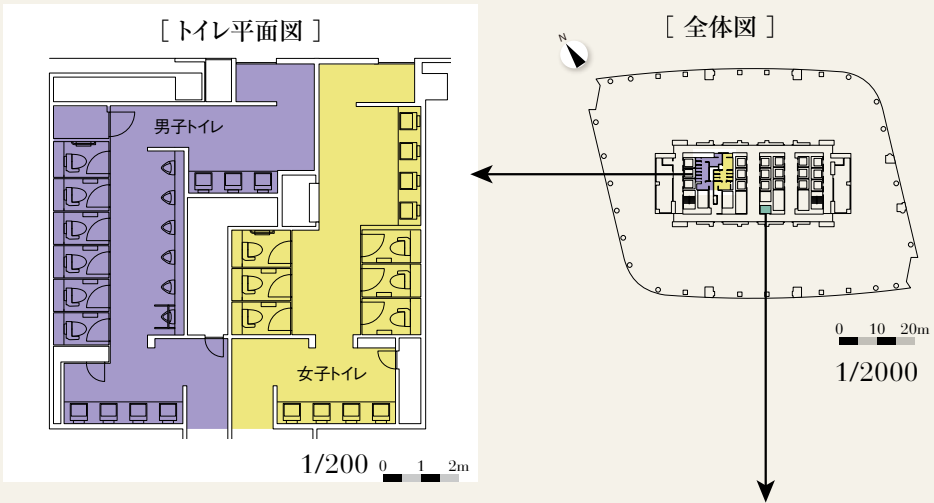 [ トイレ平面図 ]
男子トイレ
女子トイレ
1/200 0 1 2m
[ 全体図 ]
N
0 10 20m
1/2000